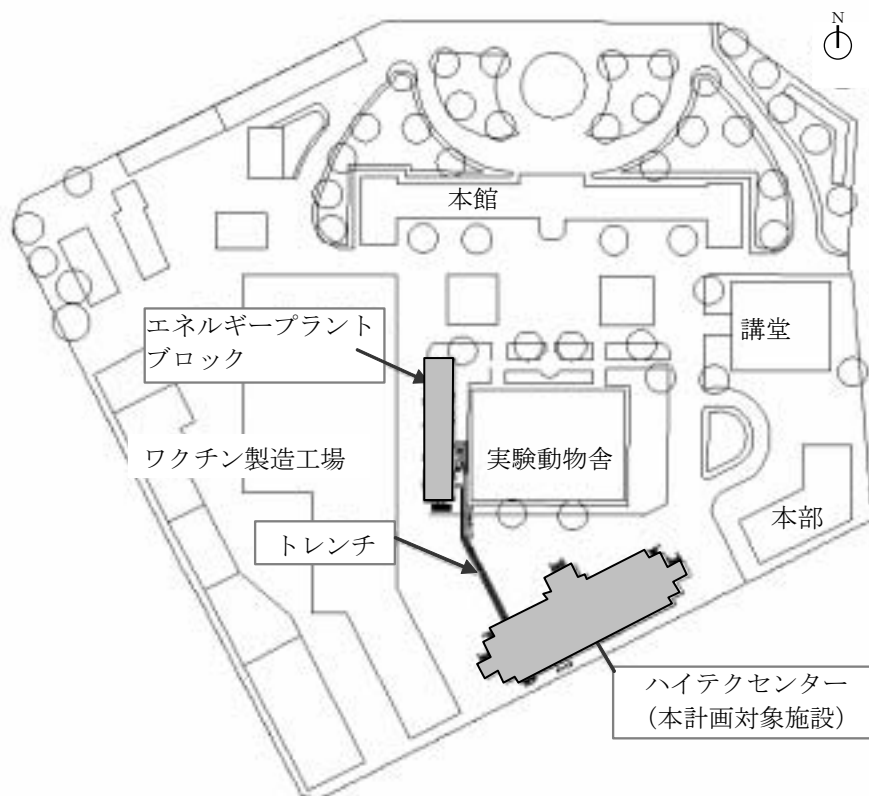 N
本館
エネルギープラント
ブロック
講堂
ワクチン製造工場
実験動物舎
本部
トレンチ
ハイテクセンター
(本計画対象施設)